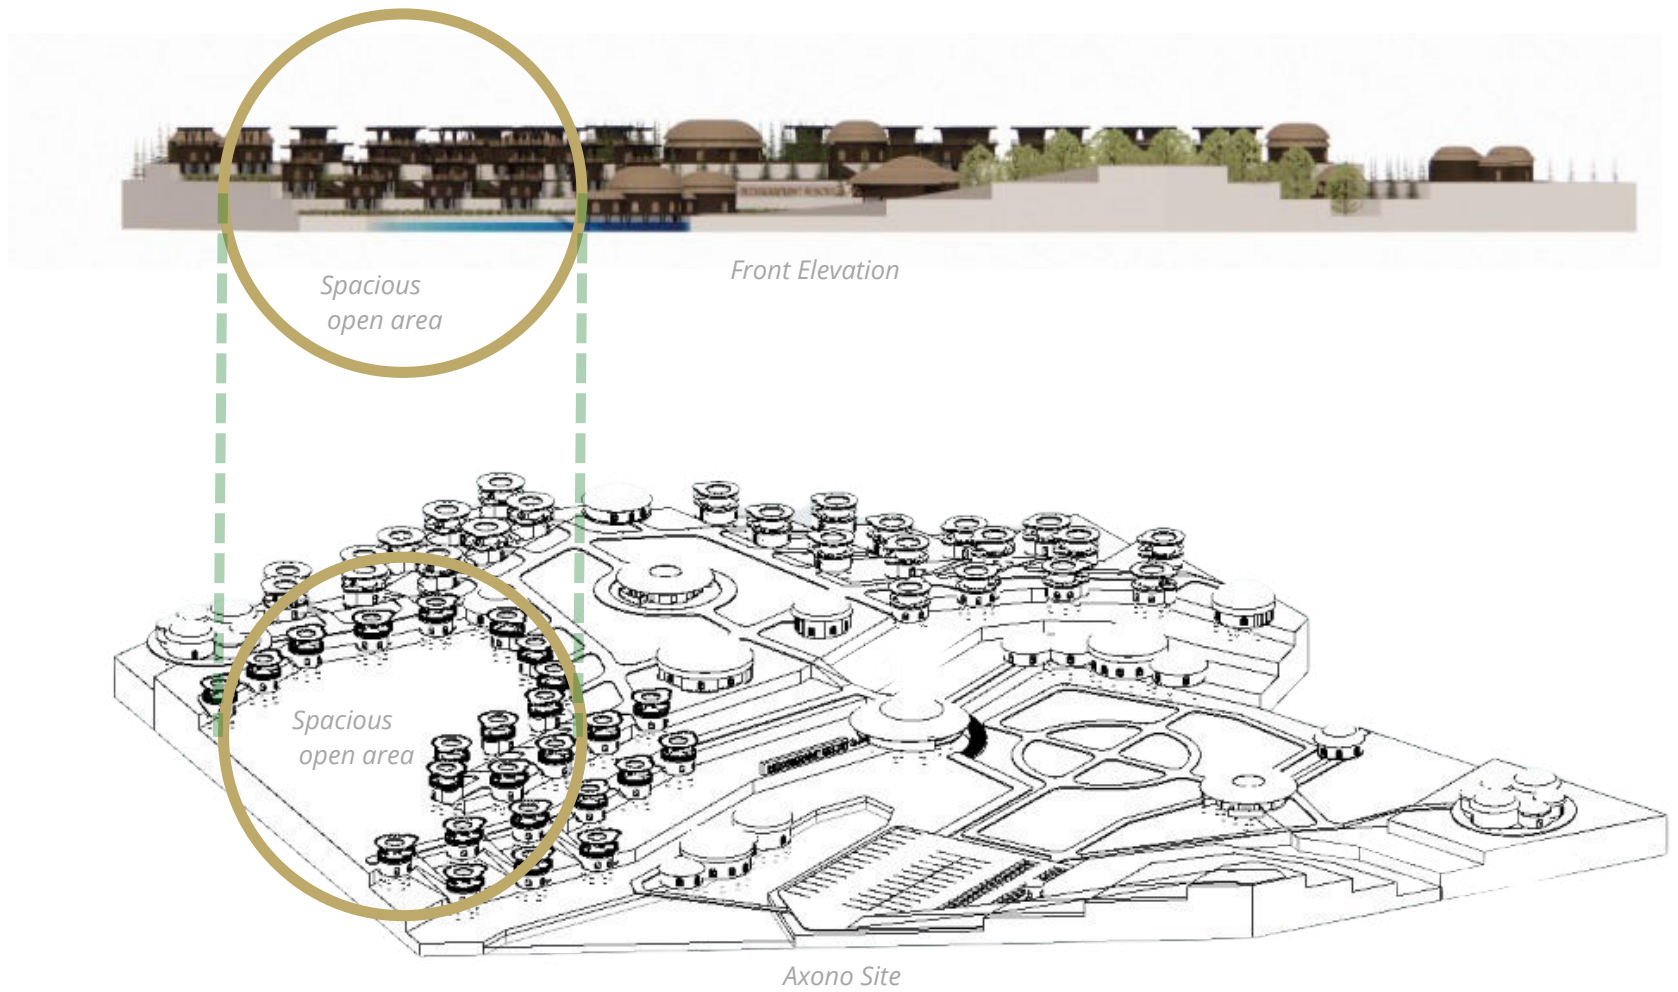 Front Elevation
Spacious
open area
Spacious
open area
Axono Site